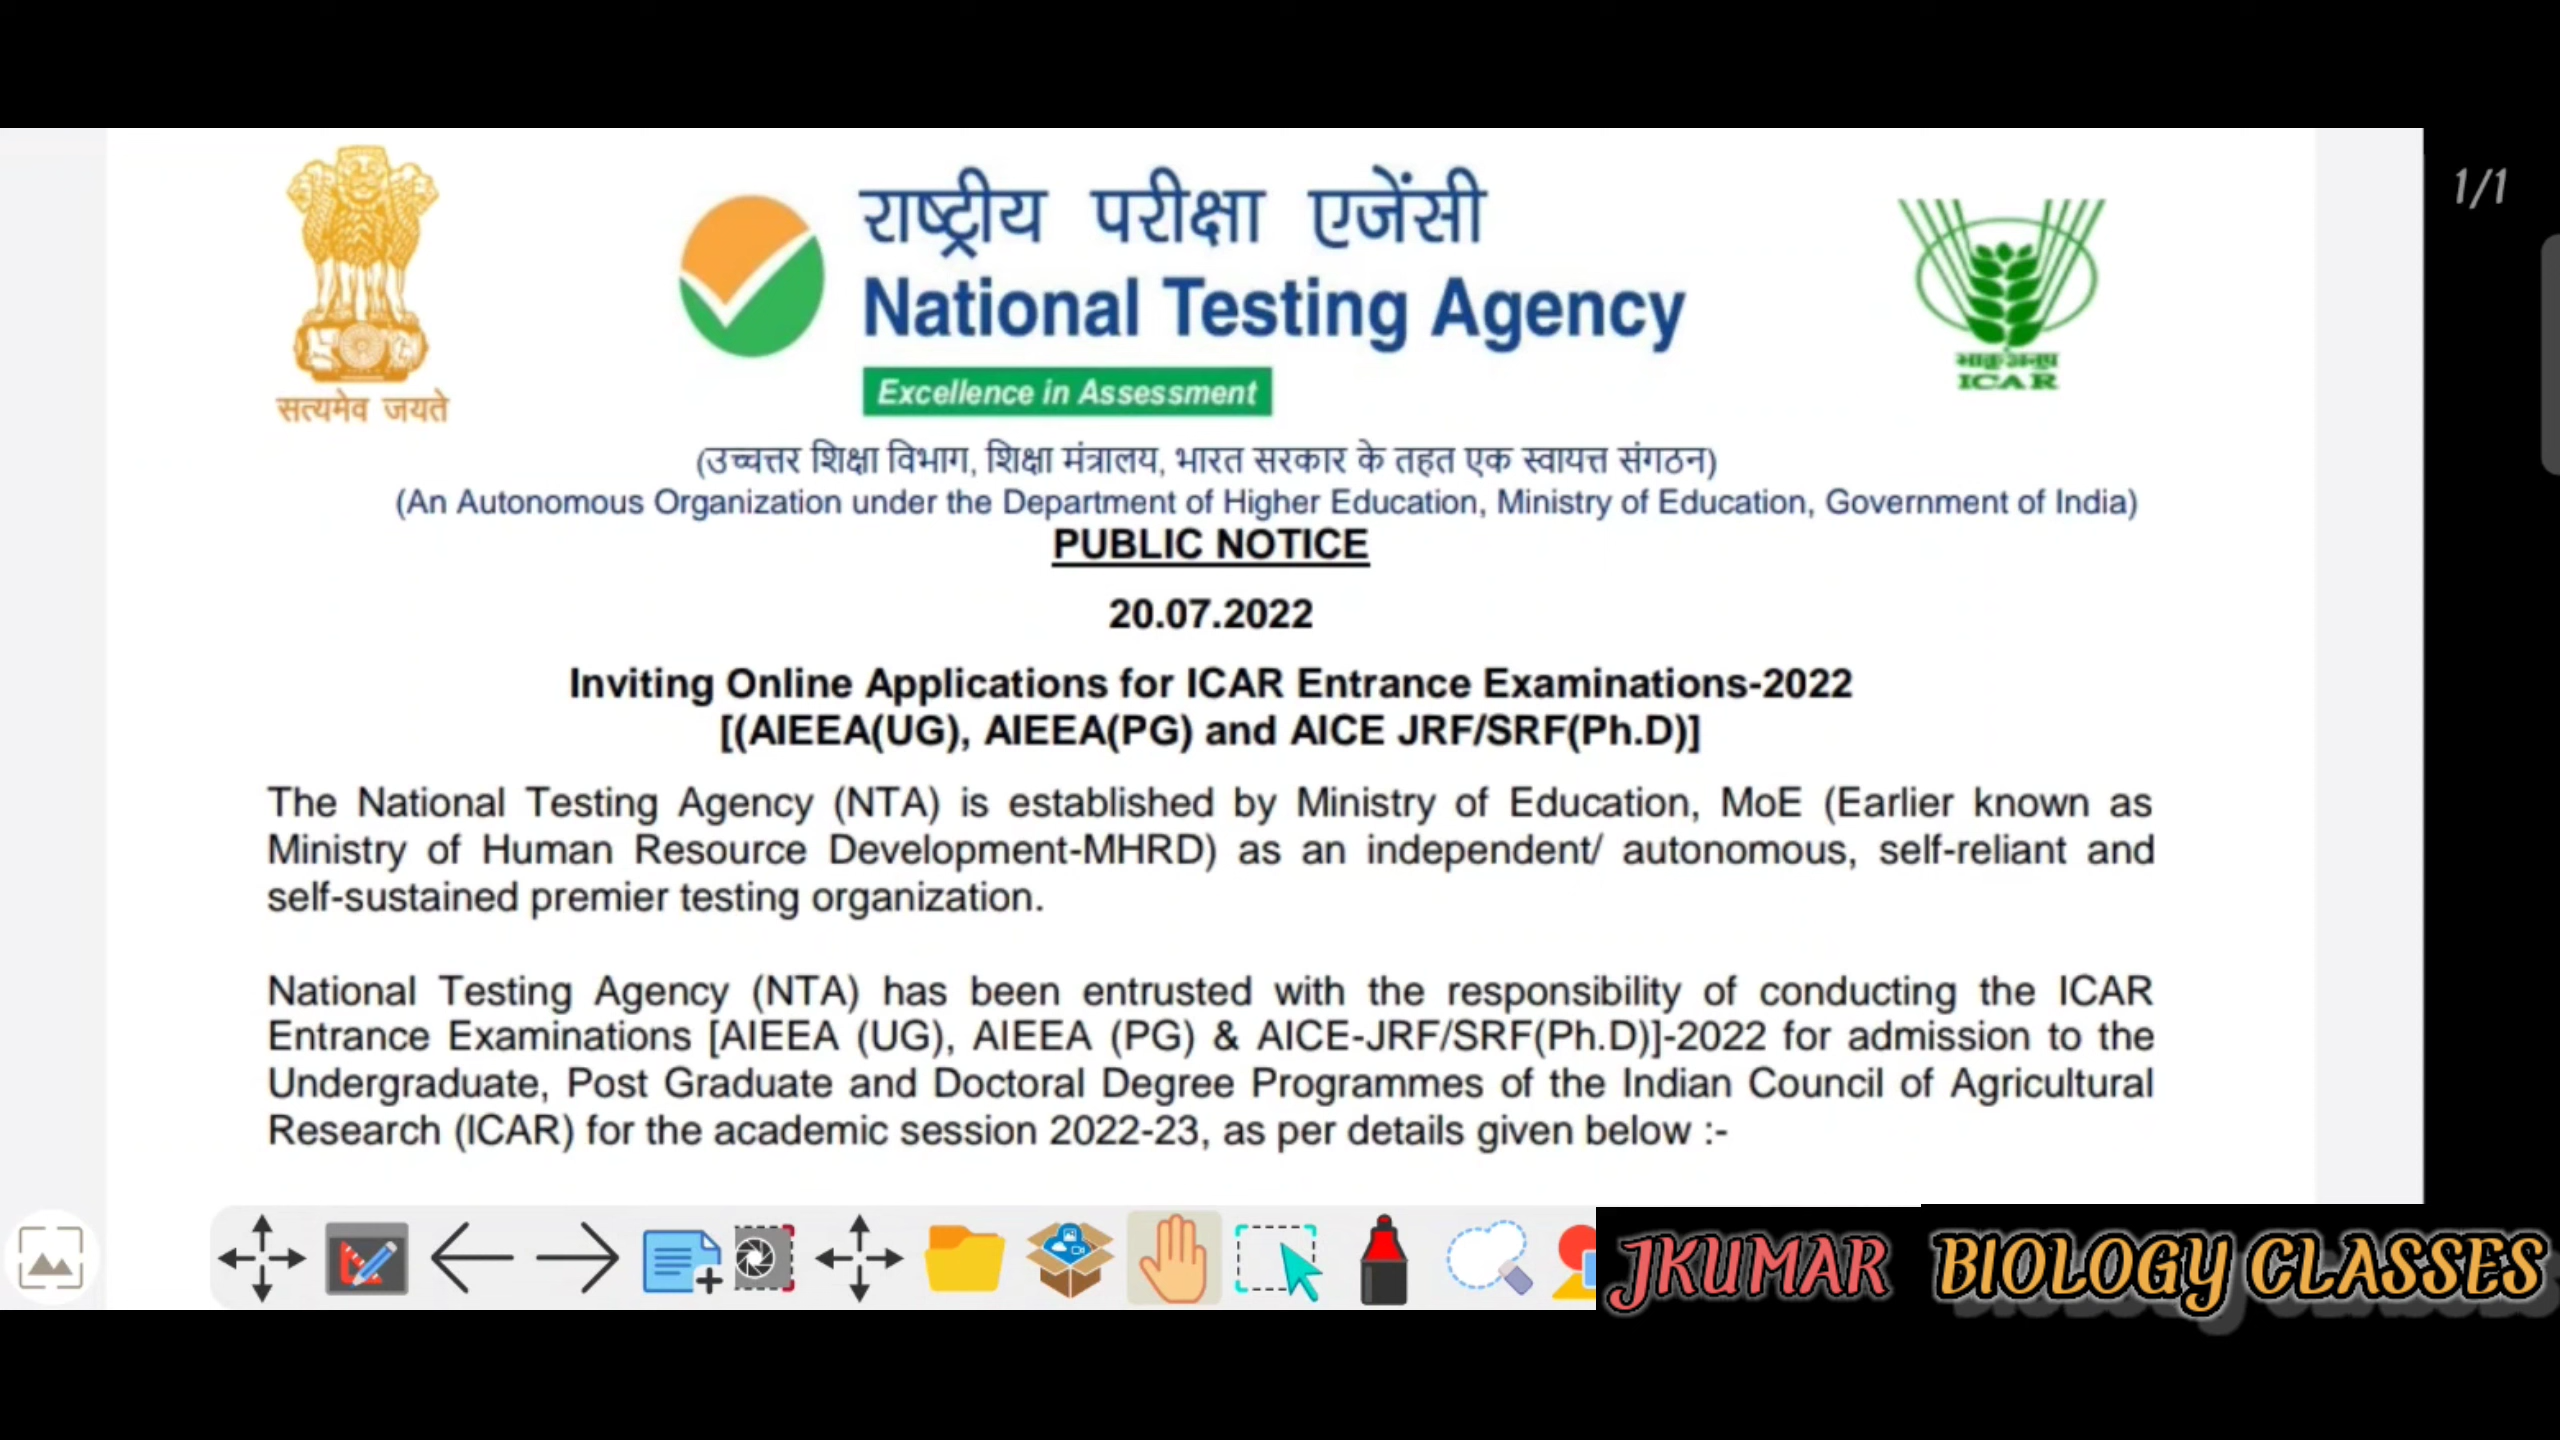 सत्यमेव जयते
राष्ट्रीय परीक्षा एजेंसी
National Testing Agency
Excellence in Assessment
भाकृअनुप
ICAR
1/1
(उच्चत्तर शिक्षा विभाग, शिक्षा मंत्रालय, भारत सरकार के तहत एक स्वायत्त संगठन)
(An Autonomous Organization under the Department of Higher Education, Ministry of Education, Government of India)
PUBLIC NOTICE
20.07.2022
Inviting Online Applications for ICAR Entrance Examinations-2022
[(AIEEA(UG), AIEEA(PG) and AICE JRF/SRF(Ph.D)]
The National Testing Agency (NTA) is established by Ministry of Education, MoE (Earlier known as
Ministry of Human Resource Development-MHRD) as an independent/ autonomous, self-reliant and
self-sustained premier testing organization.
National Testing Agency (NTA) has been entrusted with the responsibility of conducting the ICAR
Entrance Examinations [AIEEA (UG), AIEEA (PG) & AICE-JRF/SRF(Ph.D)]-2022 for admission to the
Undergraduate, Post Graduate and Doctoral Degree Programmes of the Indian Council of Agricultural
Research (ICAR) for the academic session 2022-23, as per details given below :-
JKUMAR BIOLOGY CLASSES